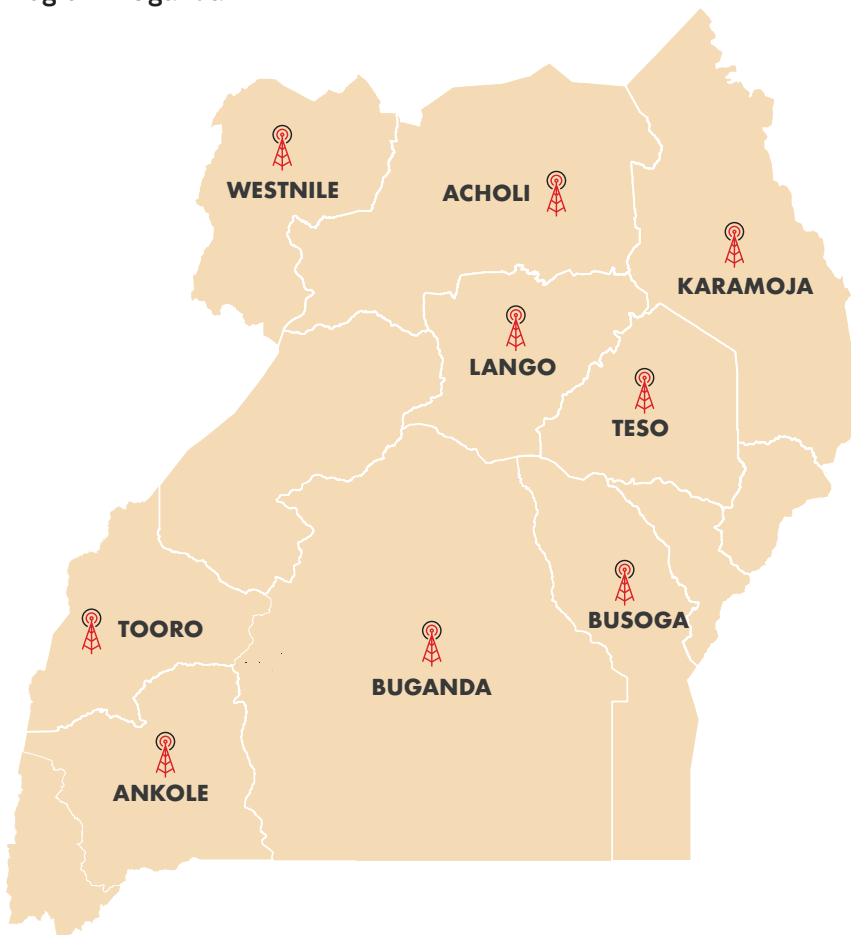 WESTNILE
ACHOLI
KARAMOJA
LANGO
TESO
BUSOGA
TOORO
BUGANDA
ANKOLE